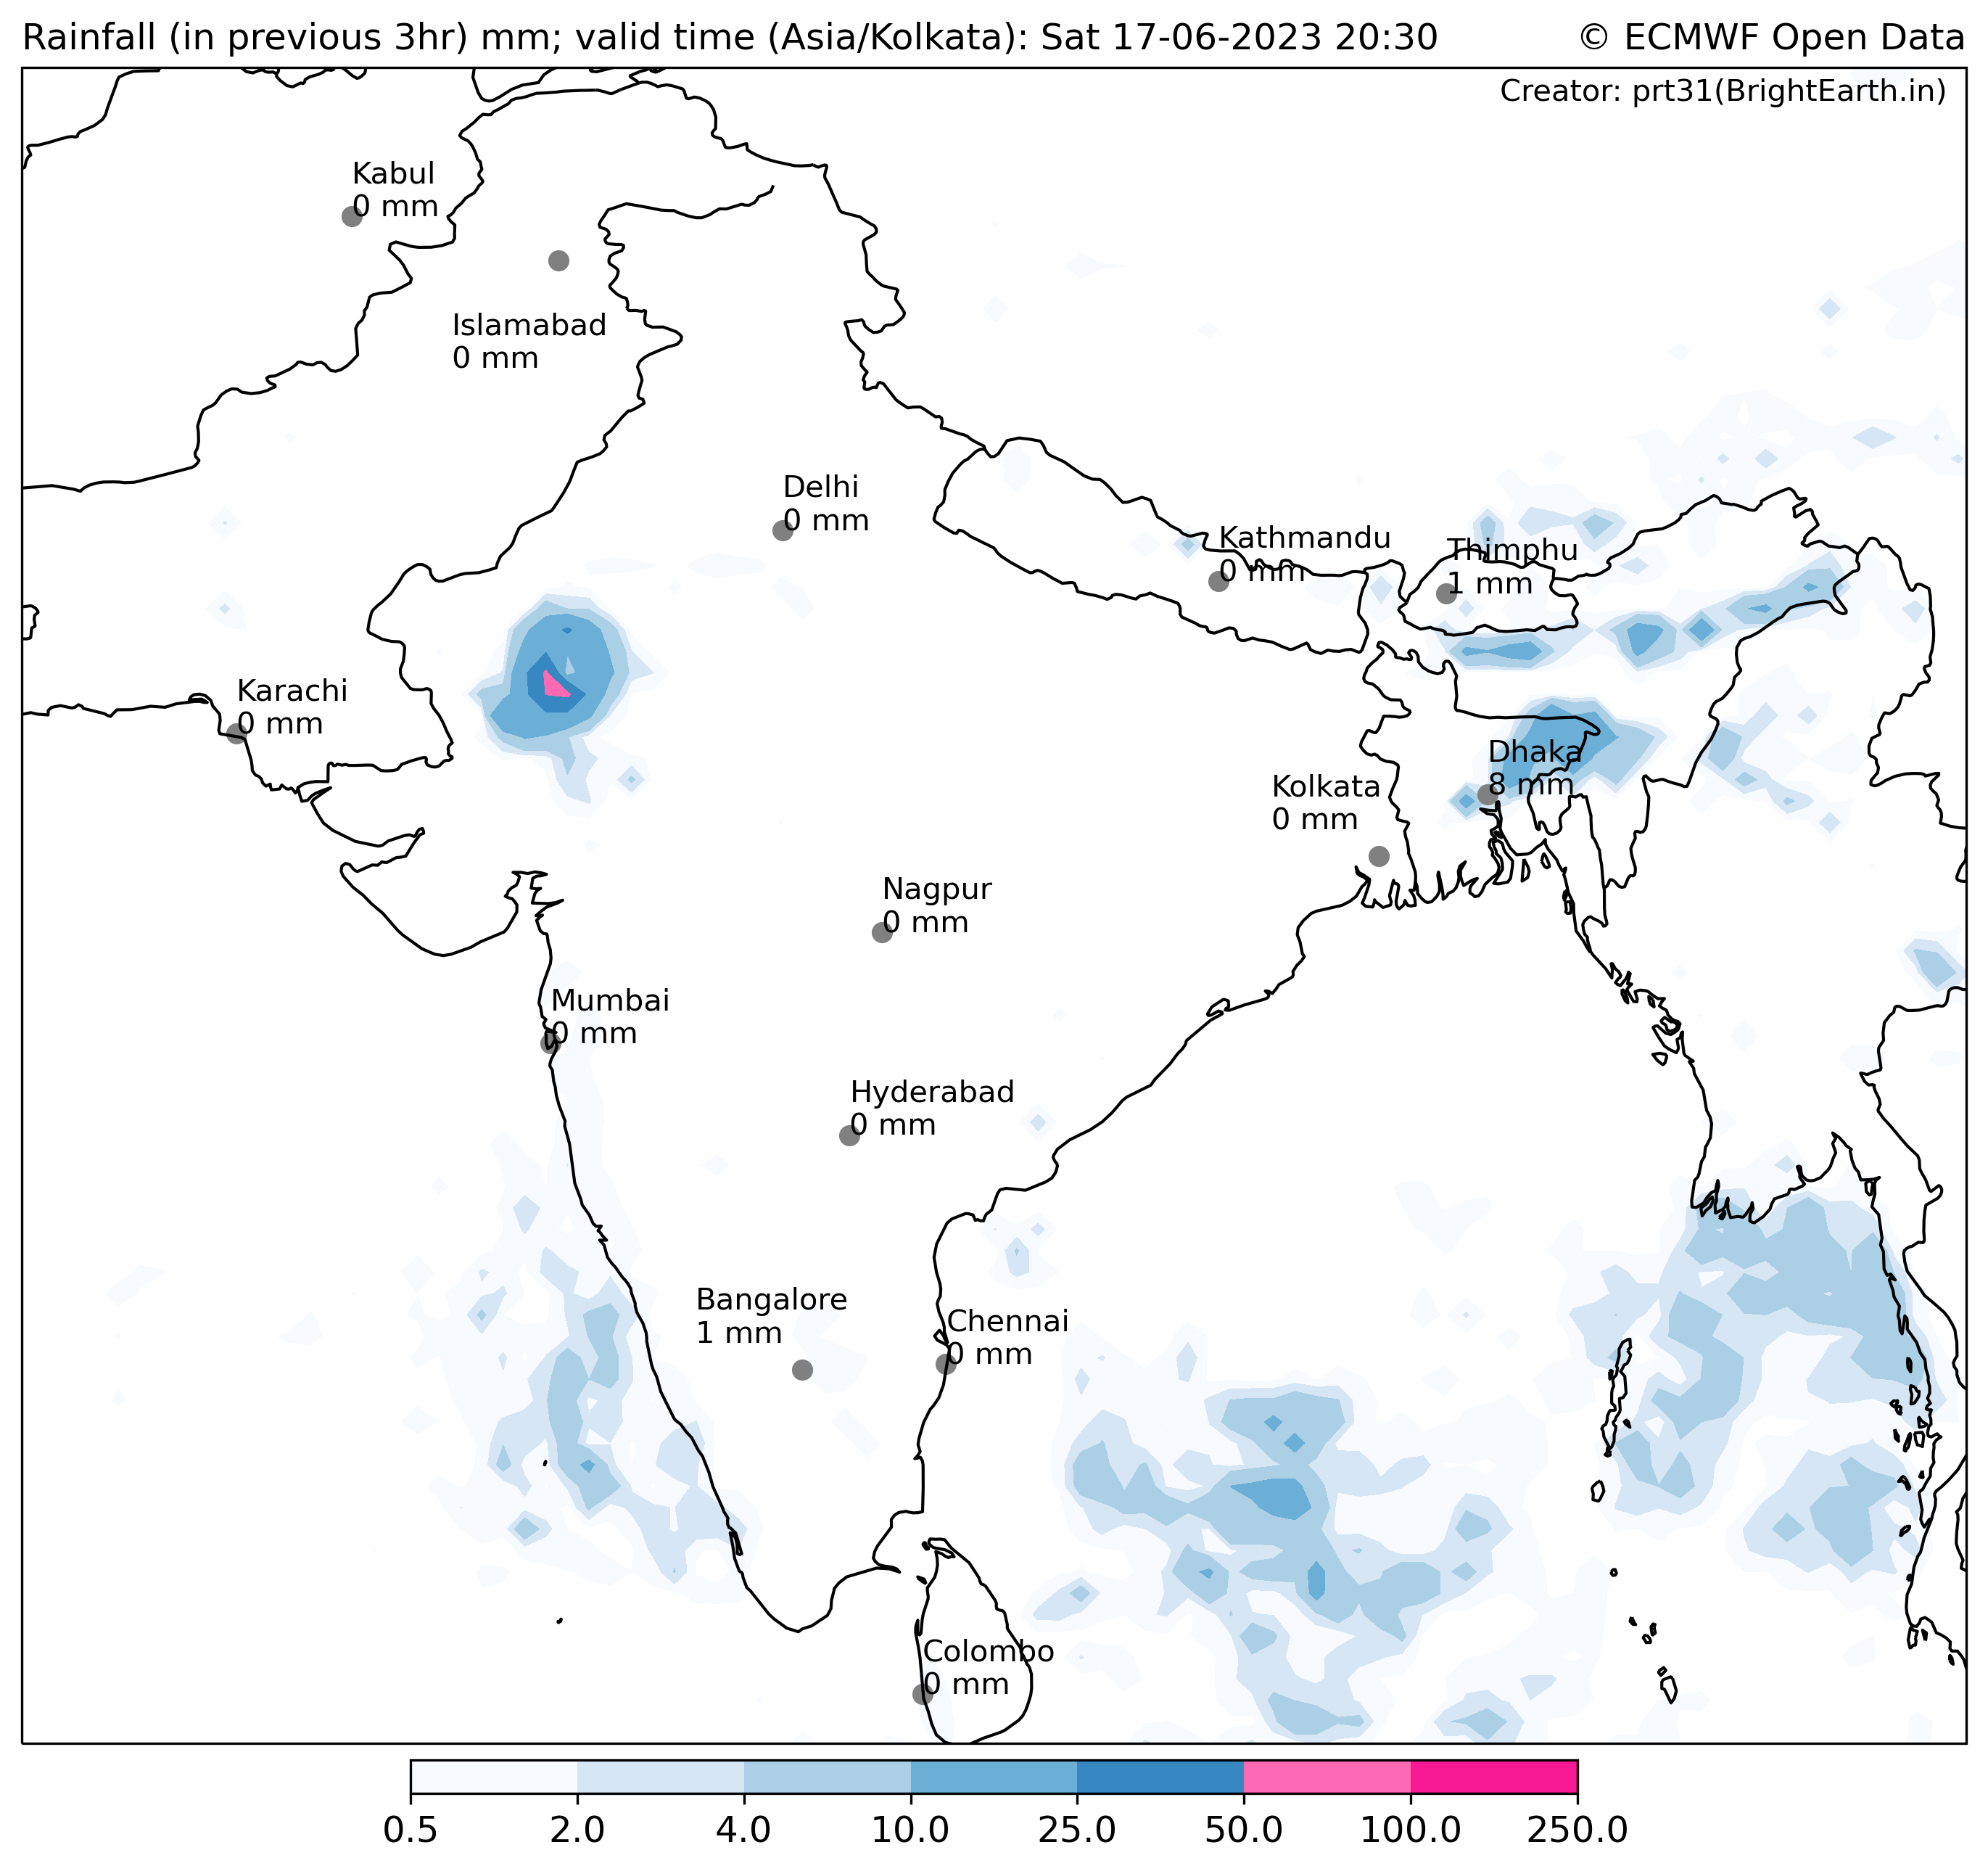 Rainfall (in previous 3hr) mm; valid time (Asia/Kolkata): Sat 17-06-2023 20:30
© ECMWF Open Data
Creator: prt31(BrightEarth.in)
Kabul
0 mm
Islamabad
0 mm
Delhi
0 mm
Kathmandu
0 mm
Thimphu
1 mm
Karachi
0 mm
Dhaka
8 mm
Kolkata
0 mm
Nagpur
0 mm
Mumbai
0 mm
Hyderabad
0 mm
Bangalore
1 mm
Chennai
0 mm
Colombo
0 mm
0.5 2.0 4.0 10.0 25.0 50.0 100.0 250.0